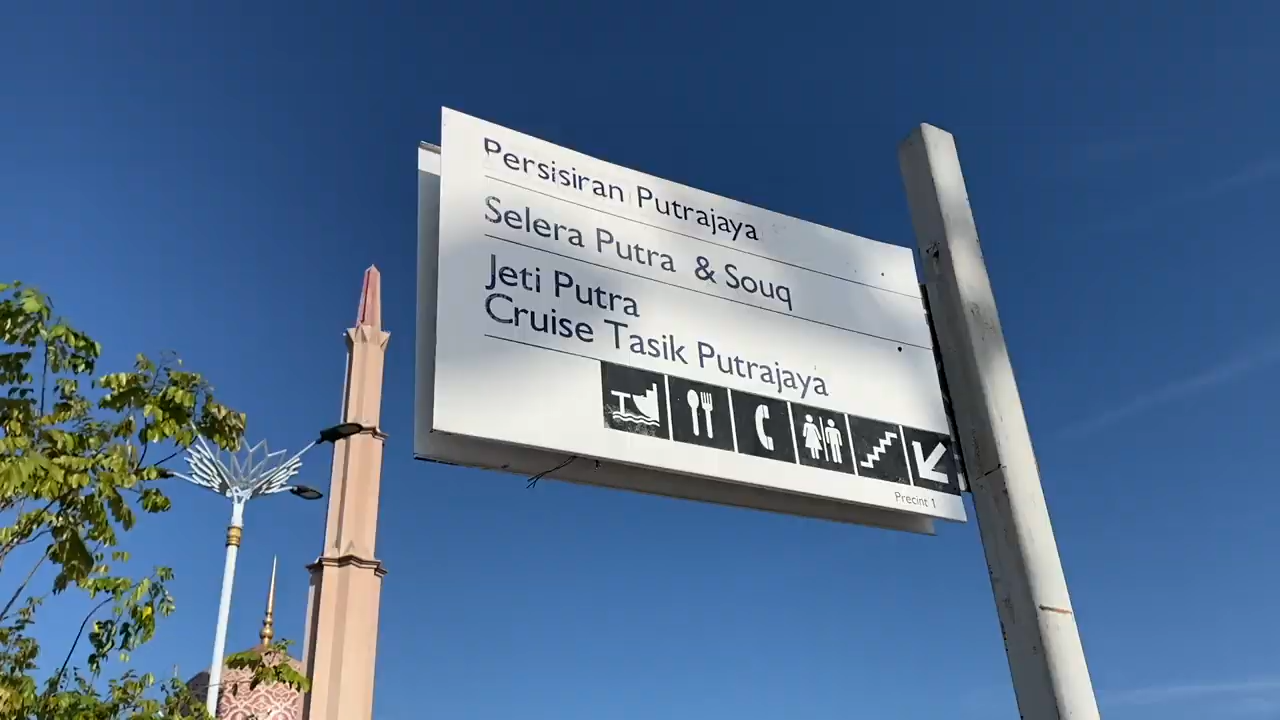 Persisiran Putrajaya
Selera Putra & Souq
Jeti Putra
Cruise Tasik Putrajaya
Precint 1